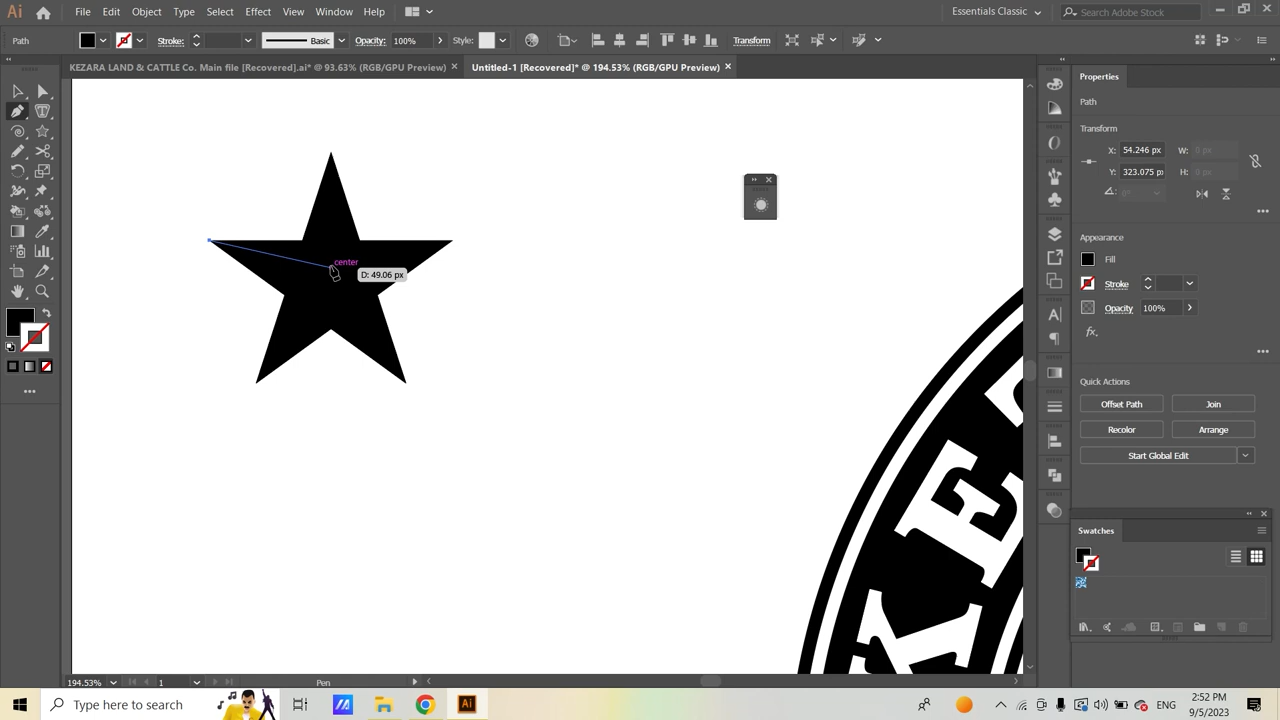 Ai File Edit Object Type Select Effect View Window Help Essentials Classic Search Adobe Stock
Path Stroke: Basic Opacity: 100% Style: Transform
KEZARA LAND & CATTLE Co. Main file [Recovered].ai* @ 93.63% (RGB/GPU Preview) × Untitled-1 [Recovered]* @ 194.53% (RGB/GPU Preview) ×
Properties
Path
Transform
X: 54.246 px W: 0 px
Y: 323.075 px H: 0 px
0°
Appearance
Fill
Stroke
Opacity 100%
fx.
Quick Actions
Offset Path Join
Recolor Arrange
Start Global Edit
Swatches
center
D: 49.06 px
KE
194.53% 1 Pen
Type here to search
Ai
2:52 PM
9/5/2023